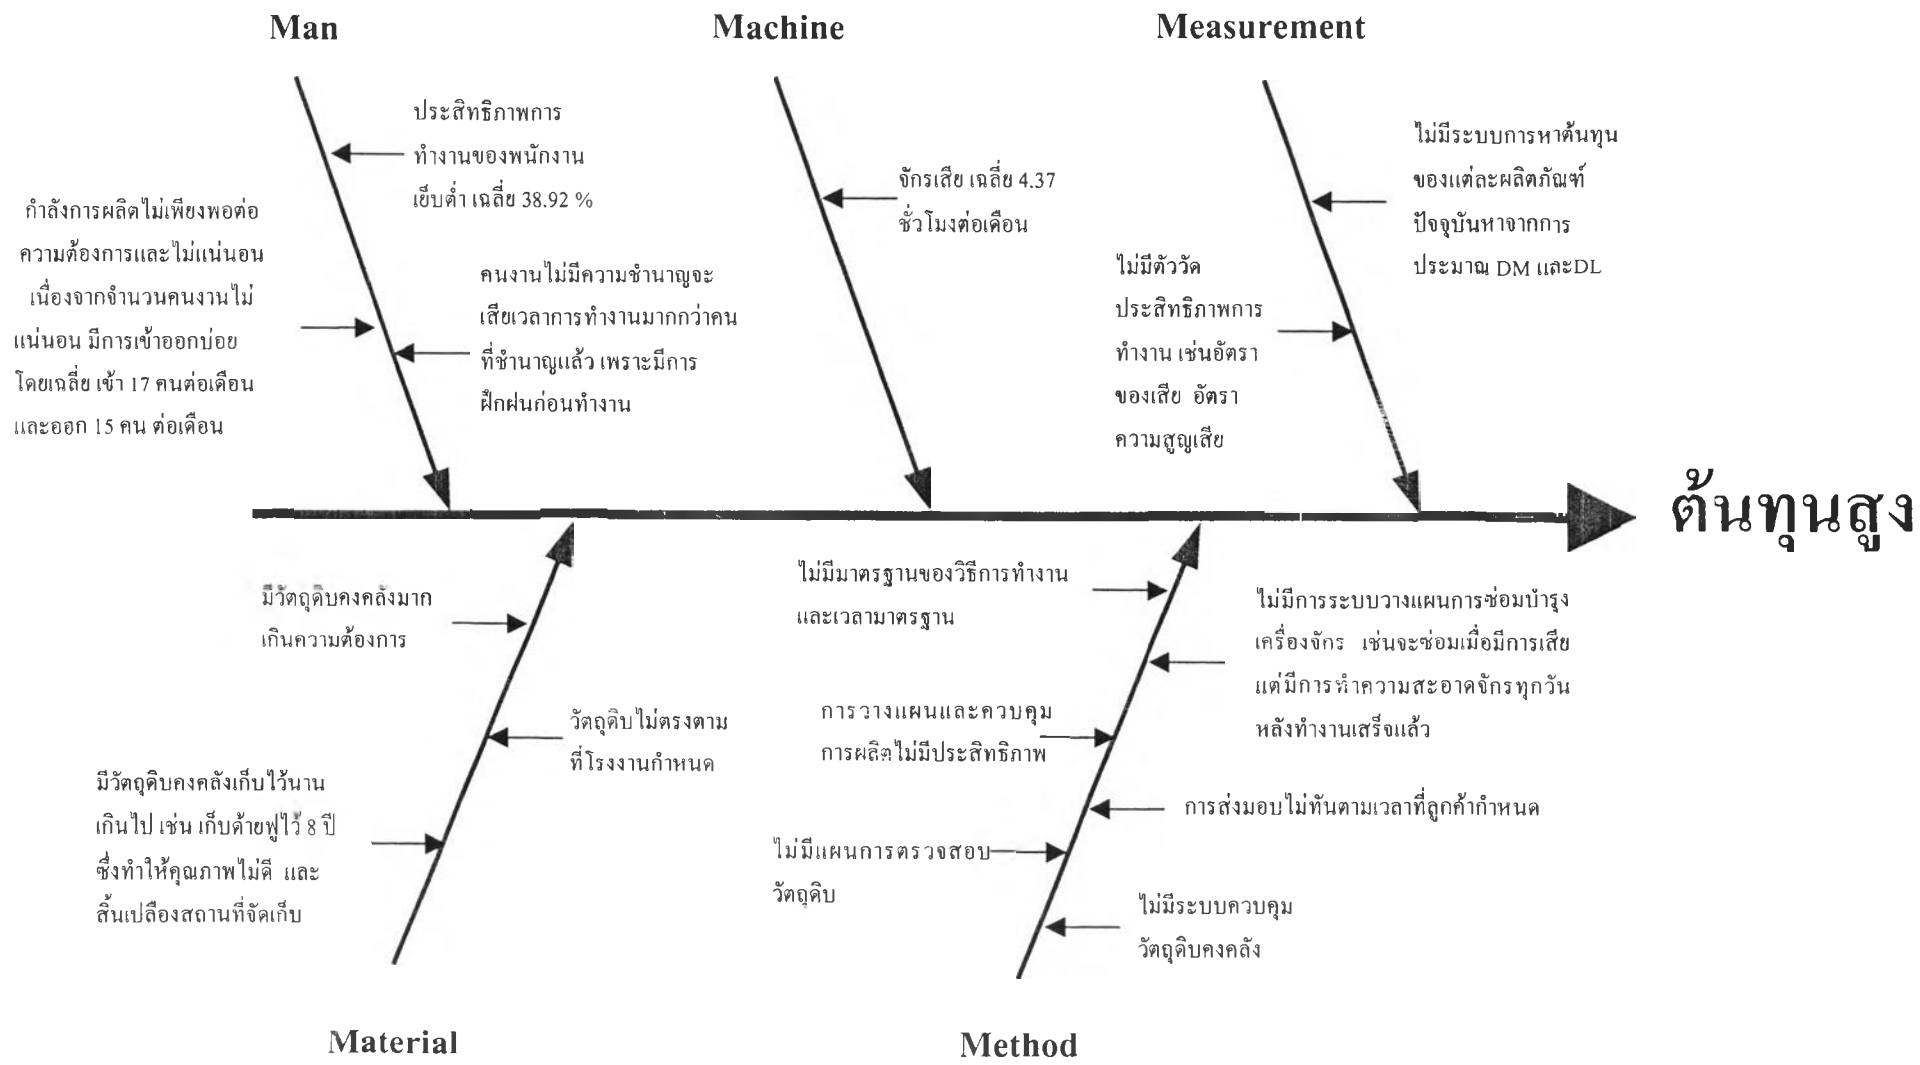 Man
Machine
Measurement
ประสิทธิภาพการ
ทำงานของพนักงาน
เย็บต่ำ เฉลี่ย 38.92 %
กำลังการผลิตไม่เพียงพอต่อ
ความต้องการและไม่แน่นอน
เนื่องจากจำนวนคนงานไม่
แน่นอน มีการเข้าออกบ่อย
โดยเฉลี่ย เข้า 17 คนต่อเดือน
และออก 15 คน ต่อเดือน
คนงานไม่มีความชำนาญจะ
เสียเวลาการทำงานมากกว่าคน
ที่ชำนาญแล้ว เพราะมีการ
ฝึกฝนก่อนทำงาน
จักรเสีย เฉลี่ย 4.37
ชั่วโมงต่อเดือน
ไม่มีระบบการหาต้นทุน
ของแต่ละผลิตภัณฑ์
ปัจจุบันหาจากการ
ประมาณ DM และDL
ไม่มีตัววัด
ประสิทธิภาพการ
ทำงาน เช่นอัตรา
ของเสีย อัตรา
ความสูญเสีย
ต้นทุนสูง
มีวัตถุดิบคงคลังมาก
เกินความต้องการ
วัตถุดิบไม่ตรงตาม
ที่โรงงานกำหนด
มีวัตถุดิบคงคลังเก็บไว้นาน
เกินไป เช่น เก็บด้ายฟูไว้ 8 ปี
ซึ่งทำให้คุณภาพไม่ดี และ
สิ้นเปลืองสถานที่จัดเก็บ
ไม่มีมาตรฐานของวิธีการทำงาน
และเวลามาตรฐาน
ไม่มีการระบบวางแผนการซ่อมบำรุง
เครื่องจักร เช่นจะซ่อมเมื่อมีการเสีย
แต่มีการทำความสะอาดจักรทุกวัน
หลังทำงานเสร็จแล้ว
การวางแผนและควบคุม
การผลิตไม่มีประสิทธิภาพ
การส่งมอบไม่ทันตามเวลาที่ลูกค้ากำหนด
ไม่มีแผนการตรวจสอบ
วัตถุดิบ
ไม่มีระบบควบคุม
วัตถุดิบคงคลัง
Material
Method